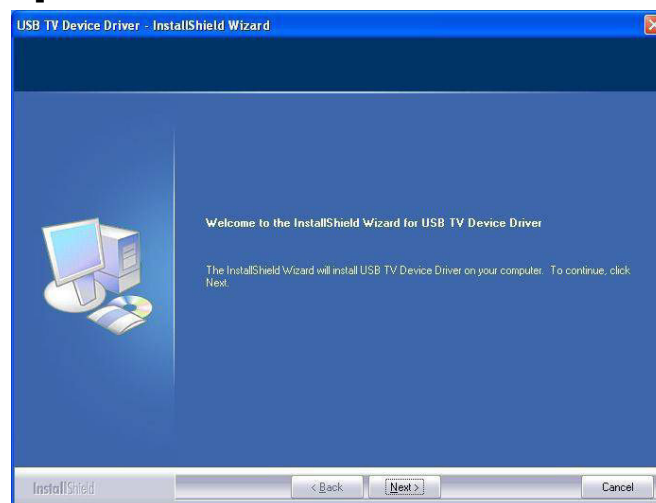 USB TV Device Driver - InstallShield Wizard
Welcome to the InstallShield Wizard for USB TV Device Driver
The InstallShield Wizard will install USB TV Device Driver on your computer. To continue, click
Next.
InstallShield
< Back
Next >
Cancel